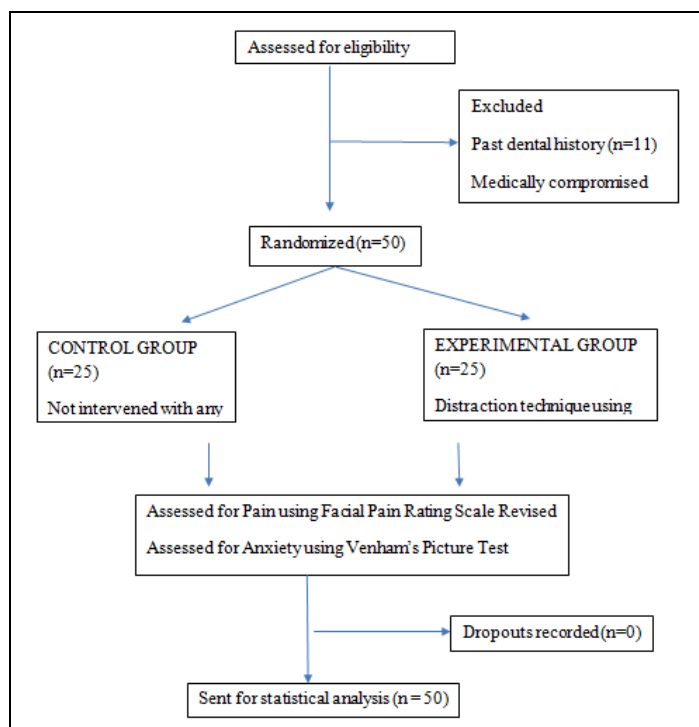 Assessed for eligibility
Excluded
Past dental history (n=11)
Medically compromised
Randomized (n=50)
CONTROL GROUP
(n=25)
Not intervened with any
EXPERIMENTAL GROUP
(n=25)
Distraction technique using
Assessed for Pain using Facial Pain Rating Scale Revised
Assessed for Anxiety using Venham's Picture Test
Dropouts recorded (n=0)
Sent for statistical analysis (n = 50)